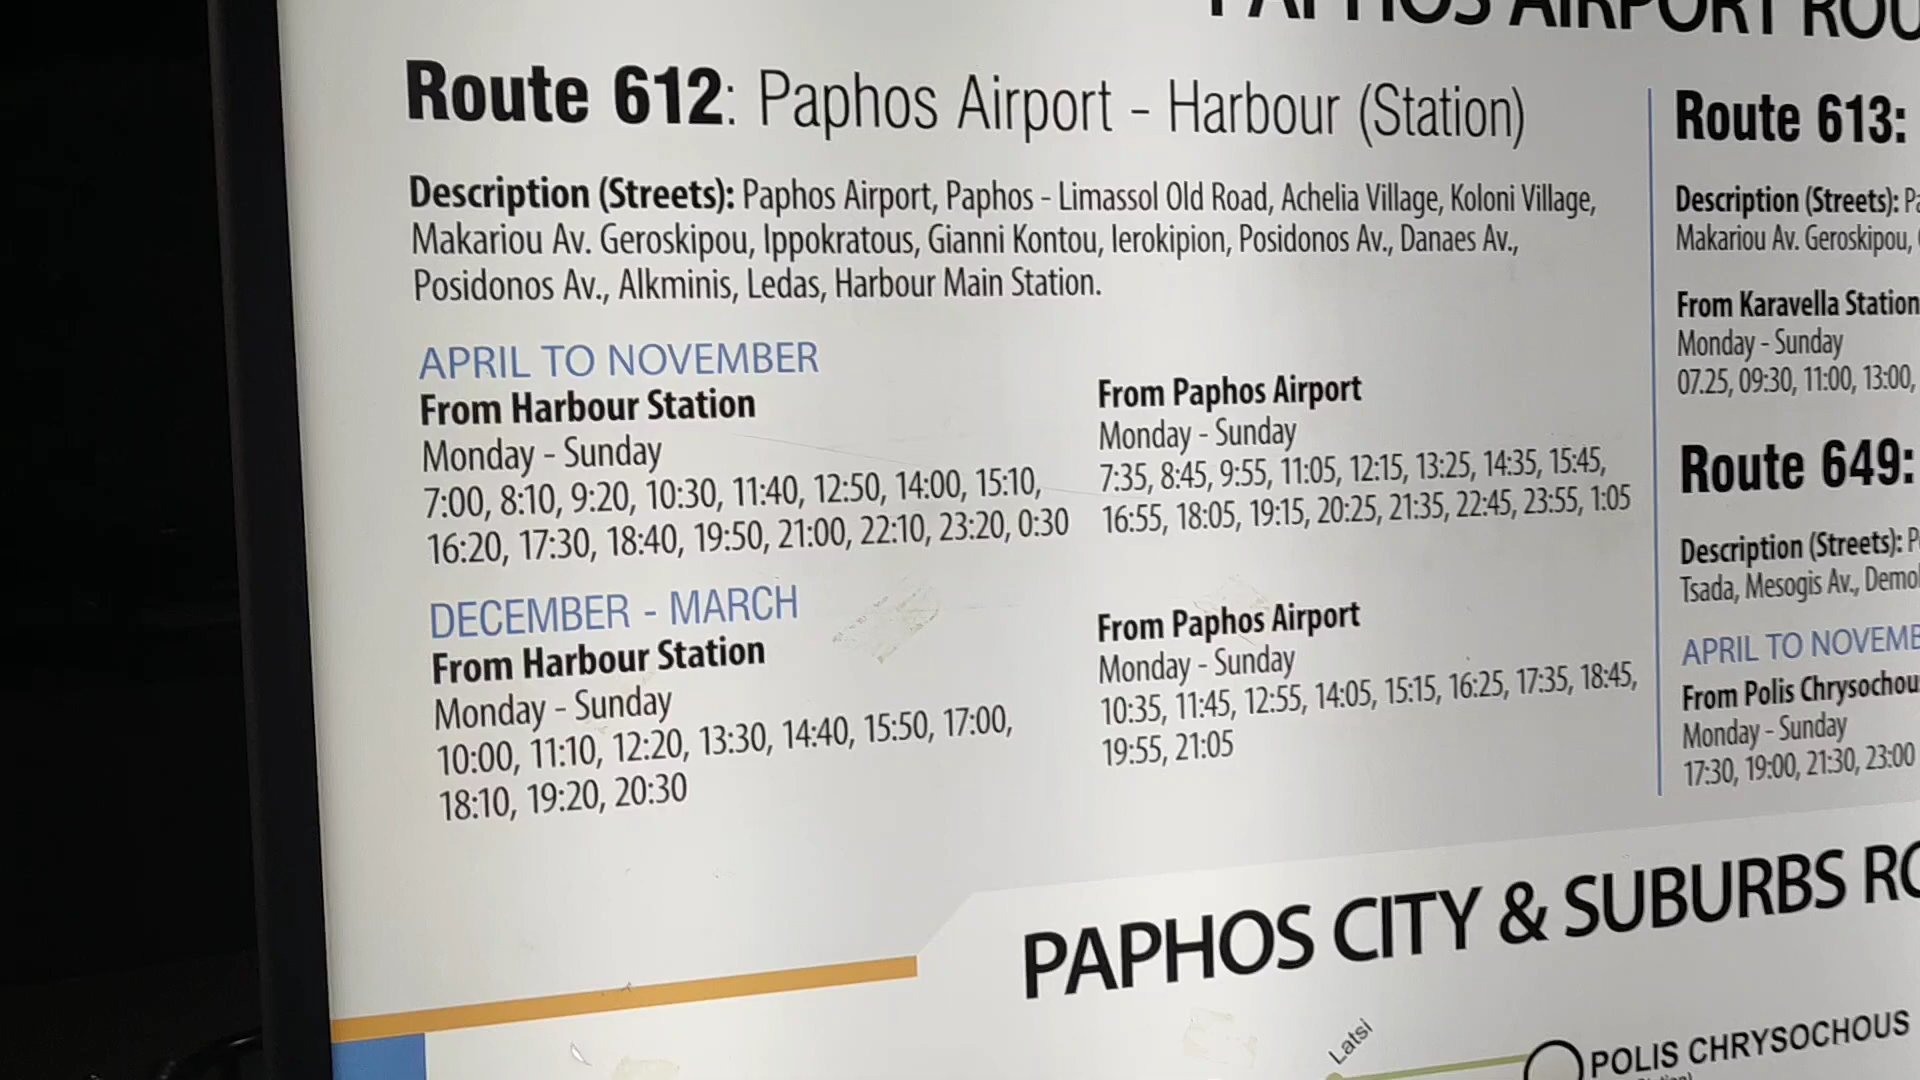 PAPHOS AIRPORT ROU
Route 612: Paphos Airport - Harbour (Station)
Description (Streets): Paphos Airport, Paphos - Limassol Old Road, Achelia Village, Koloni Village,
Makariou Av. Geroskipou, Ippokratous, Gianni Kontou, Ierokipion, Posidonos Av., Danaes Av.,
Posidonos Av., Alkminis, Ledas, Harbour Main Station.
APRIL TO NOVEMBER
From Harbour Station
Monday - Sunday
7:00, 8:10, 9:20, 10:30, 11:40, 12:50, 14:00, 15:10,
16:20, 17:30, 18:40, 19:50, 21:00, 22:10, 23:20, 0:30
From Paphos Airport
Monday - Sunday
7:35, 8:45, 9:55, 11:05, 12:15, 13:25, 14:35, 15:45,
16:55, 18:05, 19:15, 20:25, 21:35, 22:45, 23:55, 1:05
DECEMBER - MARCH
From Harbour Station
Monday - Sunday
10:00, 11:10, 12:20, 13:30, 14:40, 15:50, 17:00,
18:10, 19:20, 20:30
From Paphos Airport
Monday - Sunday
10:35, 11:45, 12:55, 14:05, 15:15, 16:25, 17:35, 18:45,
19:55, 21:05
Route 613:
Description (Streets): Pa
Makariou Av. Geroskipou,
From Karavella Station
Monday - Sunday
07.25, 09:30, 11:00, 13:00,
Route 649:
Description (Streets): P
Tsada, Mesogis Av., Demo
APRIL TO NOVEMB
From Polis Chrysochou
Monday - Sunday
17:30, 19:00, 21:30, 23:00
PAPHOS CITY & SUBURBS RO
Latsi
POLIS CHRYSOCHOUS